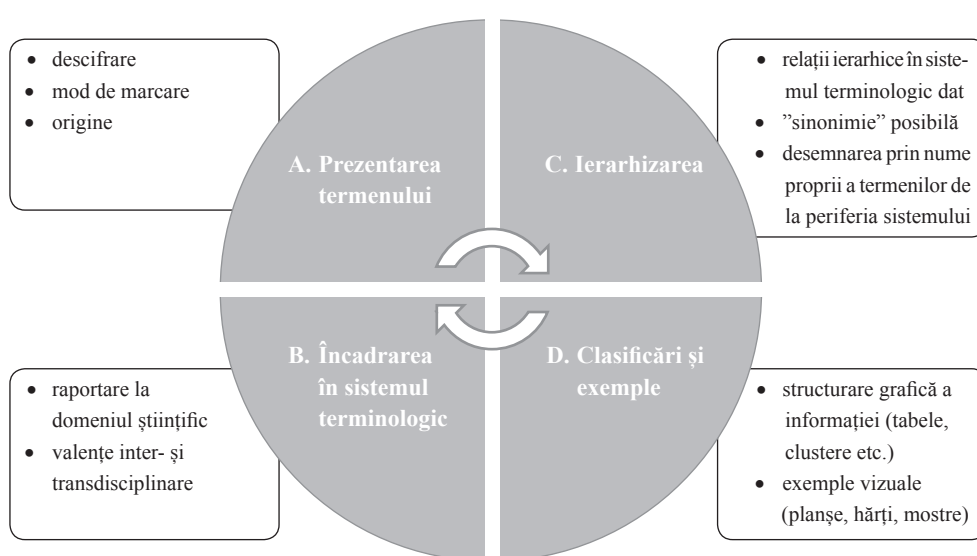 • descifrare
• mod de marcare
• origine
A. Prezentarea
termenului
C. Ierarhizarea
• relații ierarhice în siste-
mul terminologic dat
• ”sinonimie” posibilă
• desemnarea prin nume
proprii a termenilor de
la periferia sistemului
• raportare la
domeniul științific
• valențe inter- și
transdisciplinare
B. Încadrarea
în sistemul
terminologic
D. Clasificări și
exemple
• structurare grafică a
informației (tabele,
clustere etc.)
• exemple vizuale
(planșe, hărți, mostre)